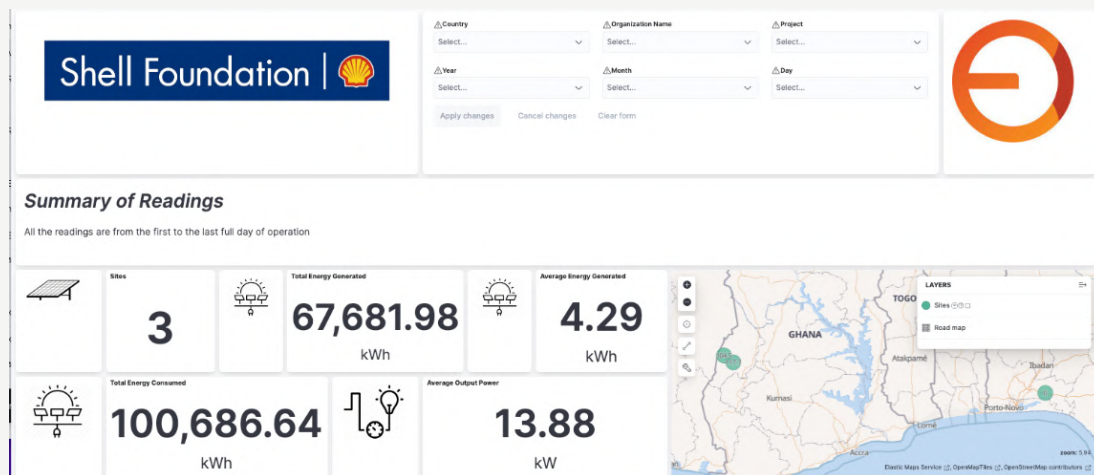 Shell Foundation
Country
Organization Name
Project
Select...
Select...
Select...
Year
Month
Day
Select...
Select...
Select...
Apply changes
Cancel changes
Clear form
Summary of Readings
All the readings are from the first to the last full day of operation
Sites
3
Total Energy Generated
67,681.98
kWh
Average Energy Generated
4.29
kWh
Total Energy Consumed
100,686.64
kWh
Average Output Power
13.88
kW
LAYERS
Sites
Road map
TOGO
GHANA
Atakpamé
Ibadan
Kumasi
Porto-Novo
Lomé
Accra
zoom: 5.94
Elastic Maps Service, OpenMapTiles, OpenStreetMap contributors